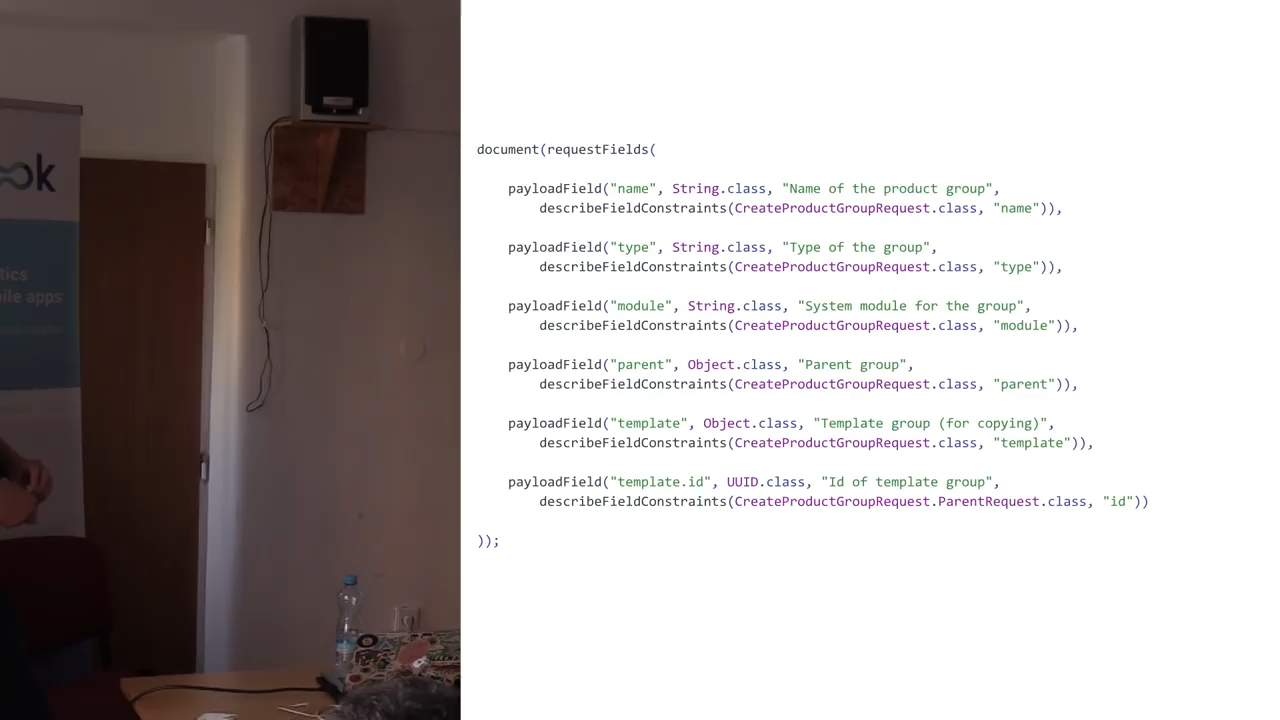 ok
tics
ile apps
document(requestFields(
payloadField("name", String.class, "Name of the product group",
describeFieldConstraints(CreateProductGroupRequest.class, "name")),
payloadField("type", String.class, "Type of the group",
describeFieldConstraints(CreateProductGroupRequest.class, "type")),
payloadField("module", String.class, "System module for the group",
describeFieldConstraints(CreateProductGroupRequest.class, "module")),
payloadField("parent", Object.class, "Parent group",
describeFieldConstraints(CreateProductGroupRequest.class, "parent")),
payloadField("template", Object.class, "Template group (for copying)",
describeFieldConstraints(CreateProductGroupRequest.class, "template")),
payloadField("template.id", UUID.class, "Id of template group",
describeFieldConstraints(CreateProductGroupRequest.ParentRequest.class, "id"))
));